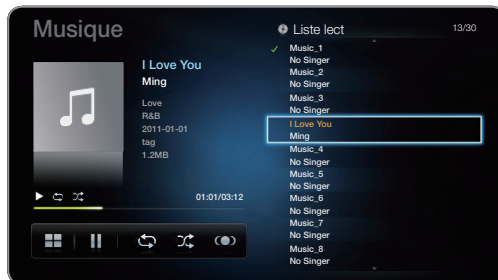 Musique
I Love You
Ming
Love
R&B
2011-01-01
tag
1.2MB
01:01/03:12
Liste lect
13/30
Music_1
No Singer
Music_2
No Singer
Music_3
No Singer
I Love You
Ming
Music_4
No Singer
Music_5
No Singer
Music_6
No Singer
Music_7
No Singer
Music_8
No Singer